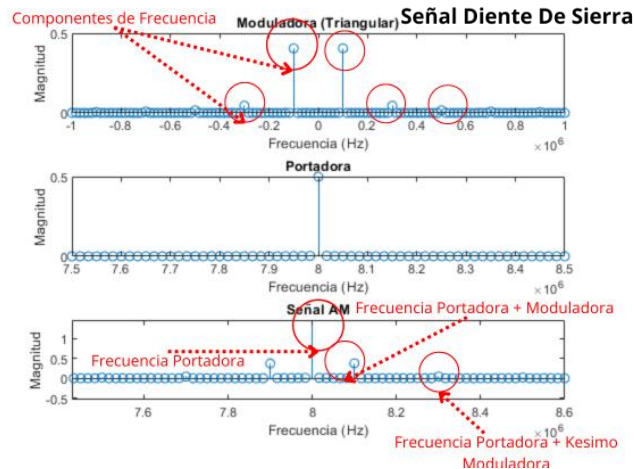 Señal Diente De Sierra
Componentes de Frecuencia
Moduladora (Triangular)
0.5
Magnitud
0
-1 -0.8 -0.6 -0.4 -0.2 0 0.2 0.4 0.6 0.8 1
Frecuencia (Hz)
×10^6
Portadora
0.5
Magnitud
0
7.5 7.6 7.7 7.8 7.9 8 8.1 8.2 8.3 8.4 8.5
Frecuencia (Hz)
×10^6
Señal AM
Frecuencia Portadora + Moduladora
1
0.5
0
-0.5
Magnitud
Frecuencia Portadora
7.6 7.8 8 8.2 8.4 8.6
Frecuencia (Hz)
×10^6
Frecuencia Portadora + Kesimo
Moduladora